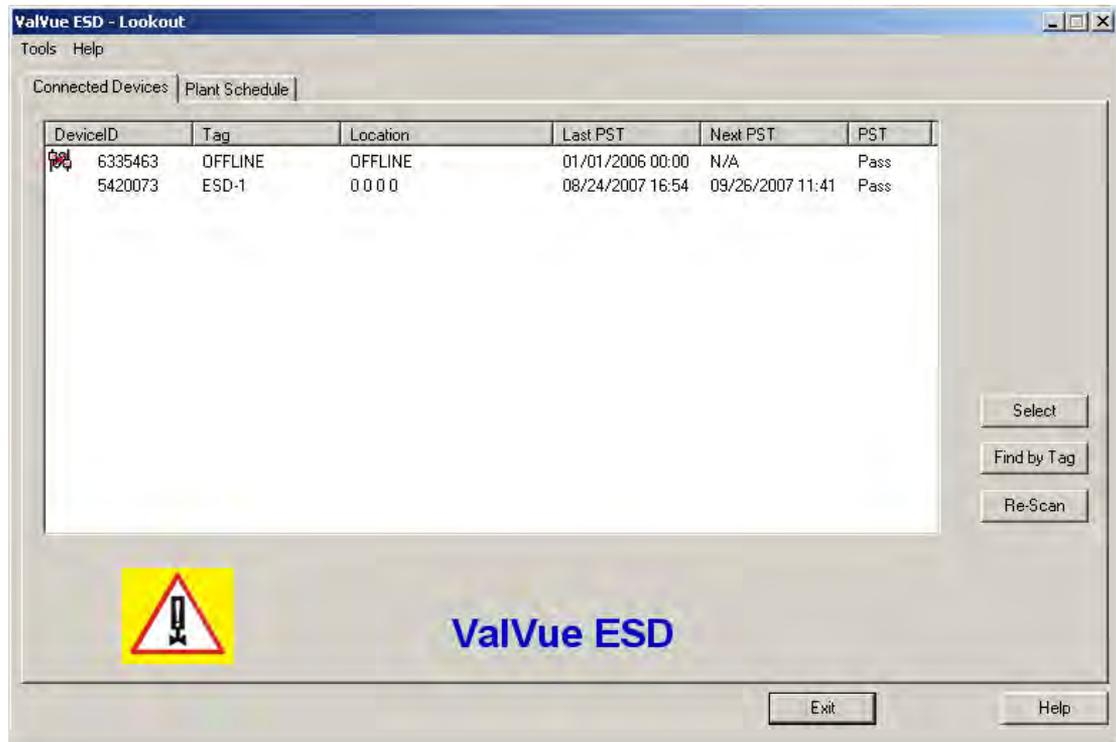 ValVue ESD - Lookout
Tools Help
Connected Devices Plant Schedule
DeviceID Tag Location Last PST Next PST PST
6335463 OFFLINE OFFLINE 01/01/2006 00:00 N/A Pass
5420073 ESD-1 0 0 0 0 08/24/2007 16:54 09/26/2007 11:41 Pass
Select
Find by Tag
Re-Scan
ValVue ESD
Exit Help